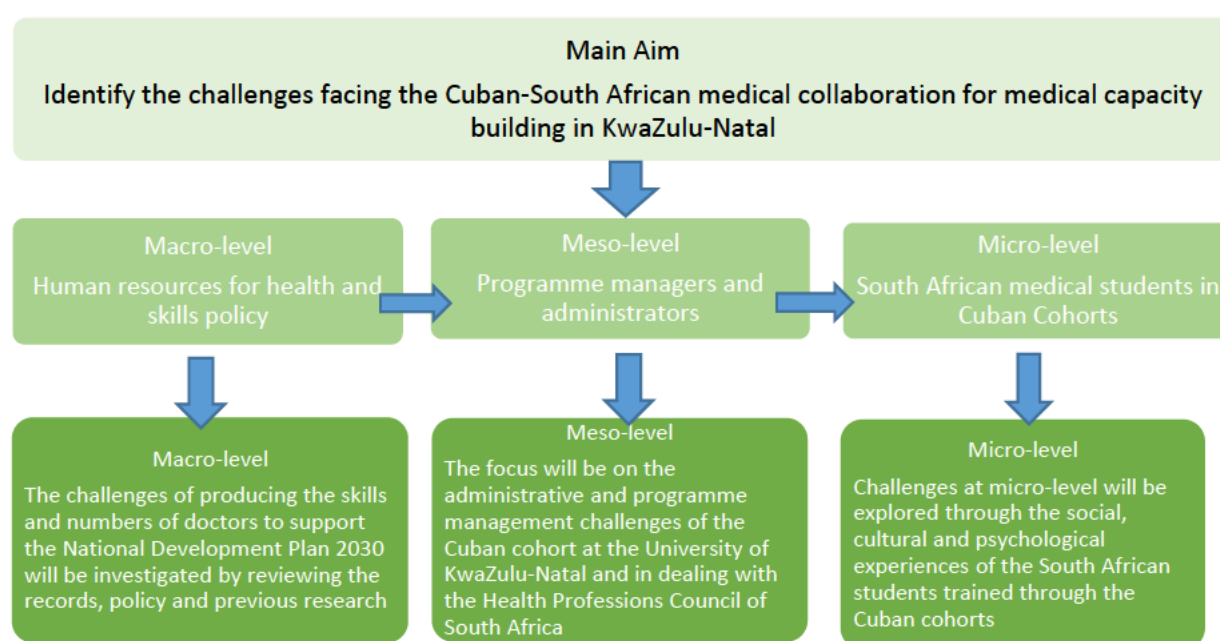 Main Aim
Identify the challenges facing the Cuban-South African medical collaboration for medical capacity
building in KwaZulu-Natal
Macro-level
Human resources for health and
skills policy
Meso-level
Programme managers and
administrators
Micro-level
South African medical students in
Cuban Cohorts
Macro-level
The challenges of producing the skills
and numbers of doctors to support
the National Development Plan 2030
will be investigated by reviewing the
records, policy and previous research
Meso-level
The focus will be on the
administrative and programme
management challenges of the
Cuban cohort at the University of
KwaZulu-Natal and in dealing with
the Health Professions Council of
South Africa
Micro-level
Challenges at micro-level will be
explored through the social,
cultural and psychological
experiences of the South African
students trained through the
Cuban cohorts